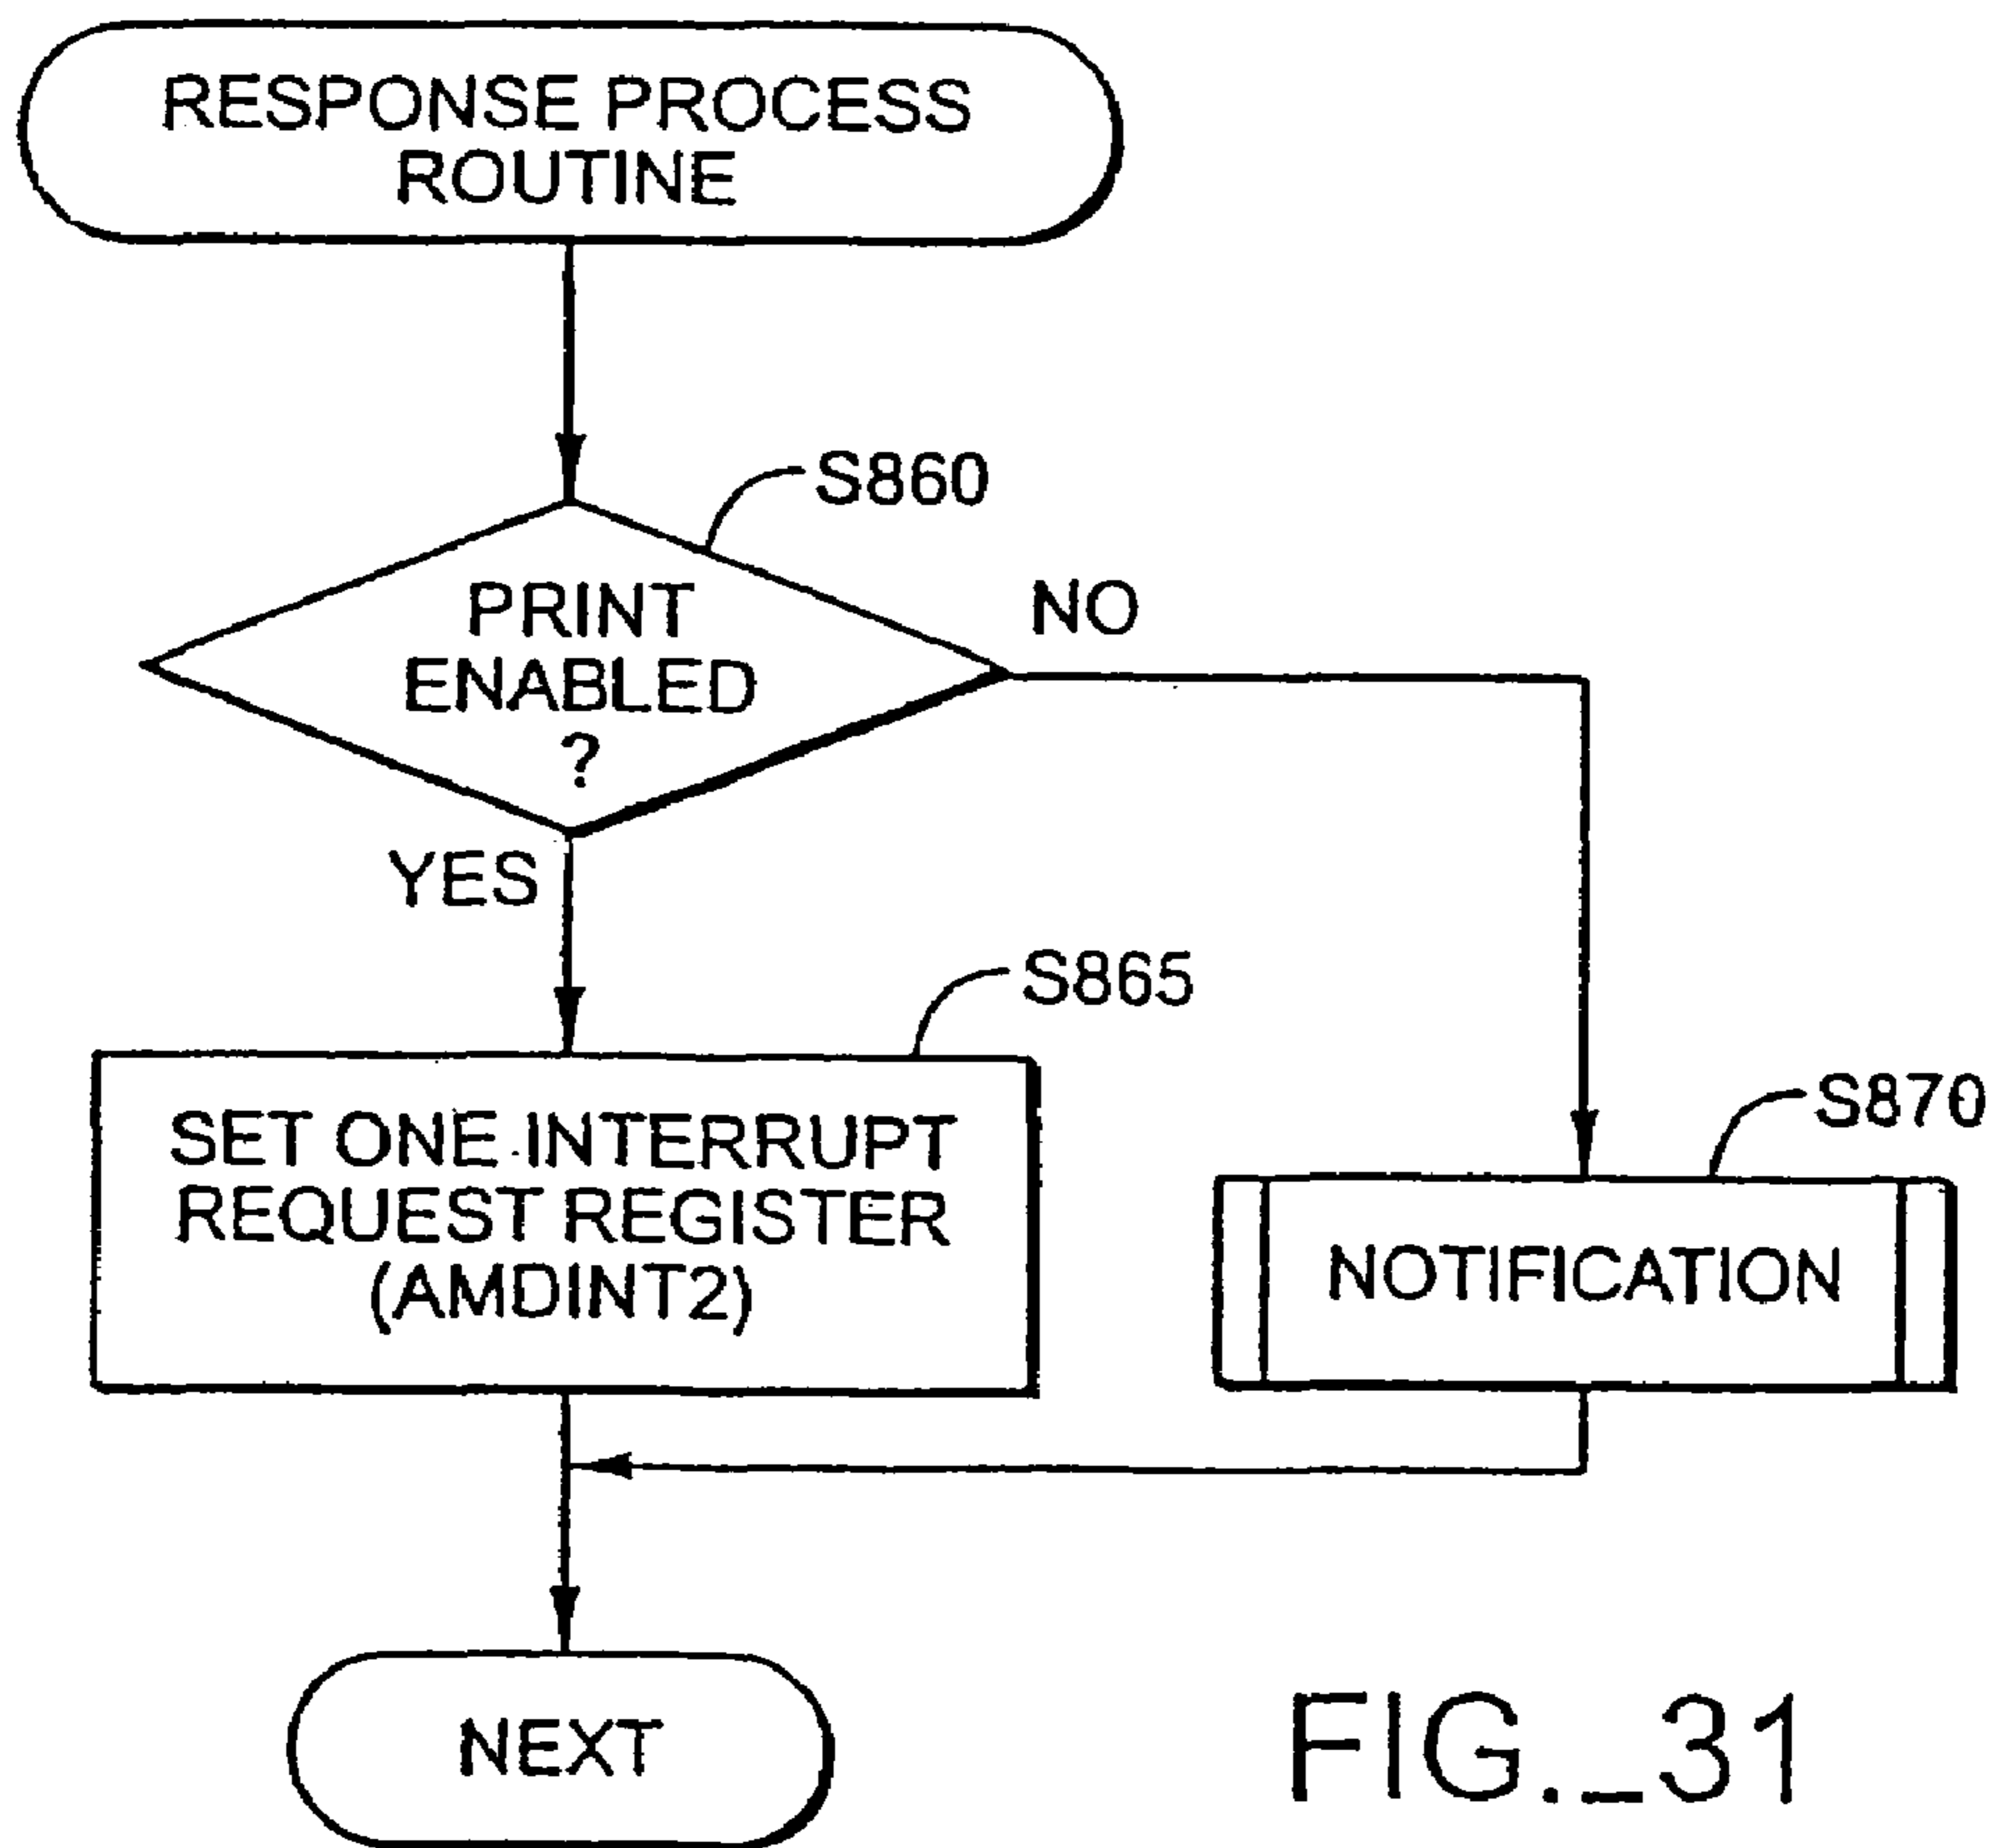 RESPONSE PROCESS
ROUTINE
S860
PRINT
ENABLED
?
NO
YES
S865
SET ONE INTERRUPT
REQUEST REGISTER
(AMDINT2)
S870
NOTIFICATION
NEXT
FIG._31